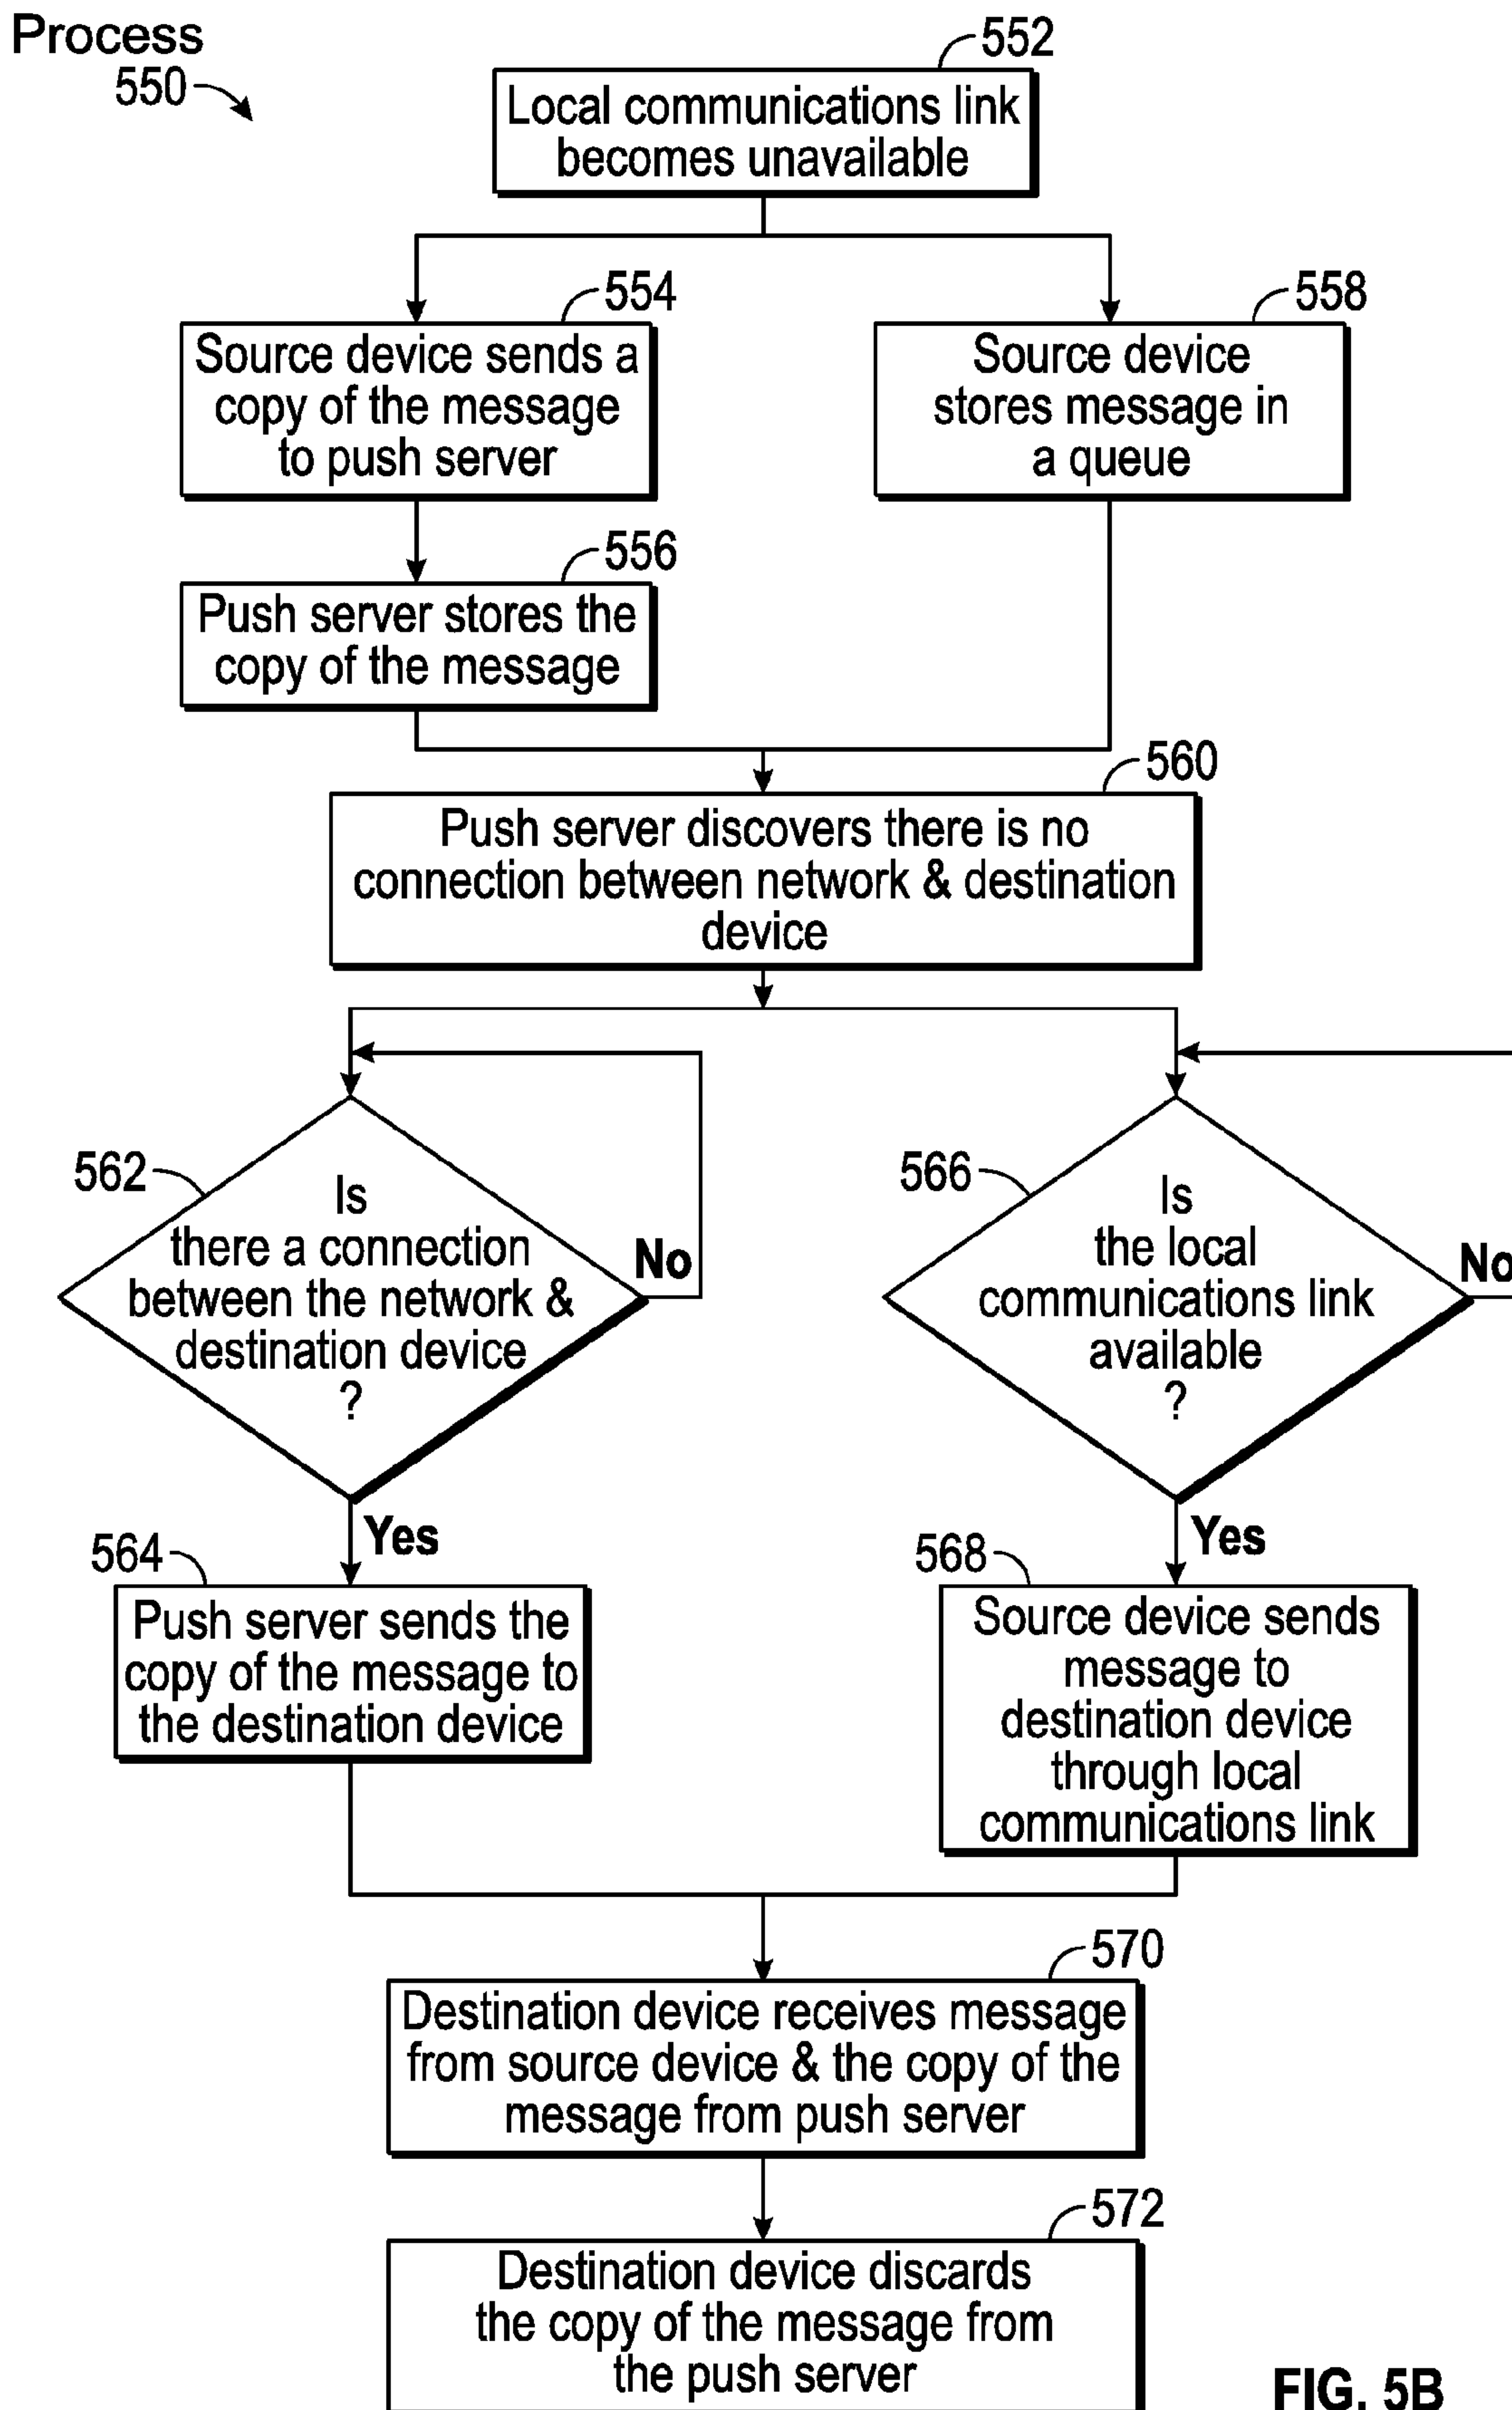 Process
550
552
Local communications link
becomes unavailable
554
Source device sends a
copy of the message
to push server
558
Source device
stores message in
a queue
556
Push server stores the
copy of the message
560
Push server discovers there is no
connection between network & destination
device
562
Is
there a connection
between the network &
destination device
?
No
566
Is
the local
communications link
available
?
No
Yes
564
Push server sends the
copy of the message to
the destination device
Yes
568
Source device sends
message to
destination device
through local
communications link
570
Destination device receives message
from source device & the copy of the
message from push server
572
Destination device discards
the copy of the message from
the push server
FIG. 5B